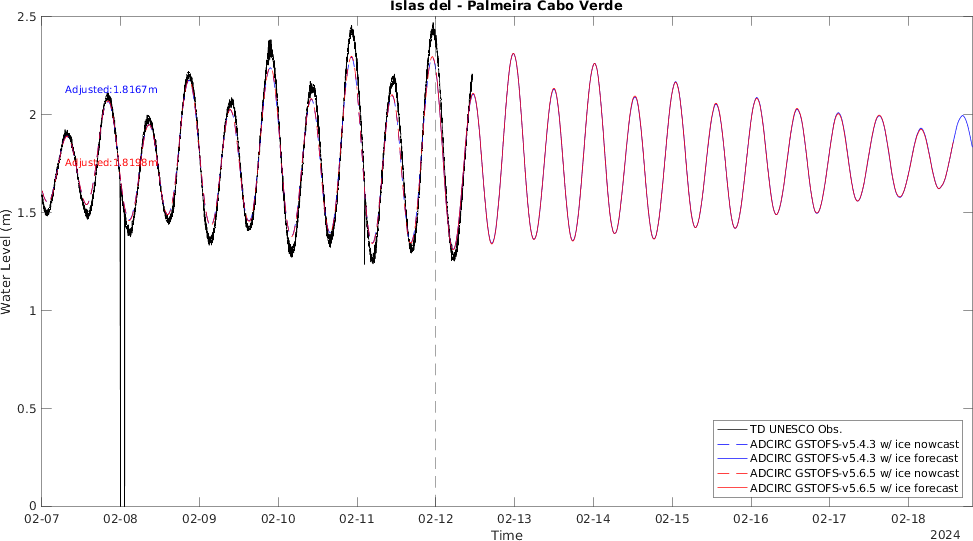 Islas del - Palmeira Cabo Verde
Water Level (m)
2.5
2
1.5
1
0.5
0
Adjusted:1.8167m
Adjusted:1.8198m
TD UNESCO Obs.
ADCIRC GSTOFS-v5.4.3 w/ ice nowcast
ADCIRC GSTOFS-v5.4.3 w/ ice forecast
ADCIRC GSTOFS-v5.6.5 w/ ice nowcast
ADCIRC GSTOFS-v5.6.5 w/ ice forecast
02-07 02-08 02-09 02-10 02-11 02-12 02-13 02-14 02-15 02-16 02-17 02-18
Time
2024